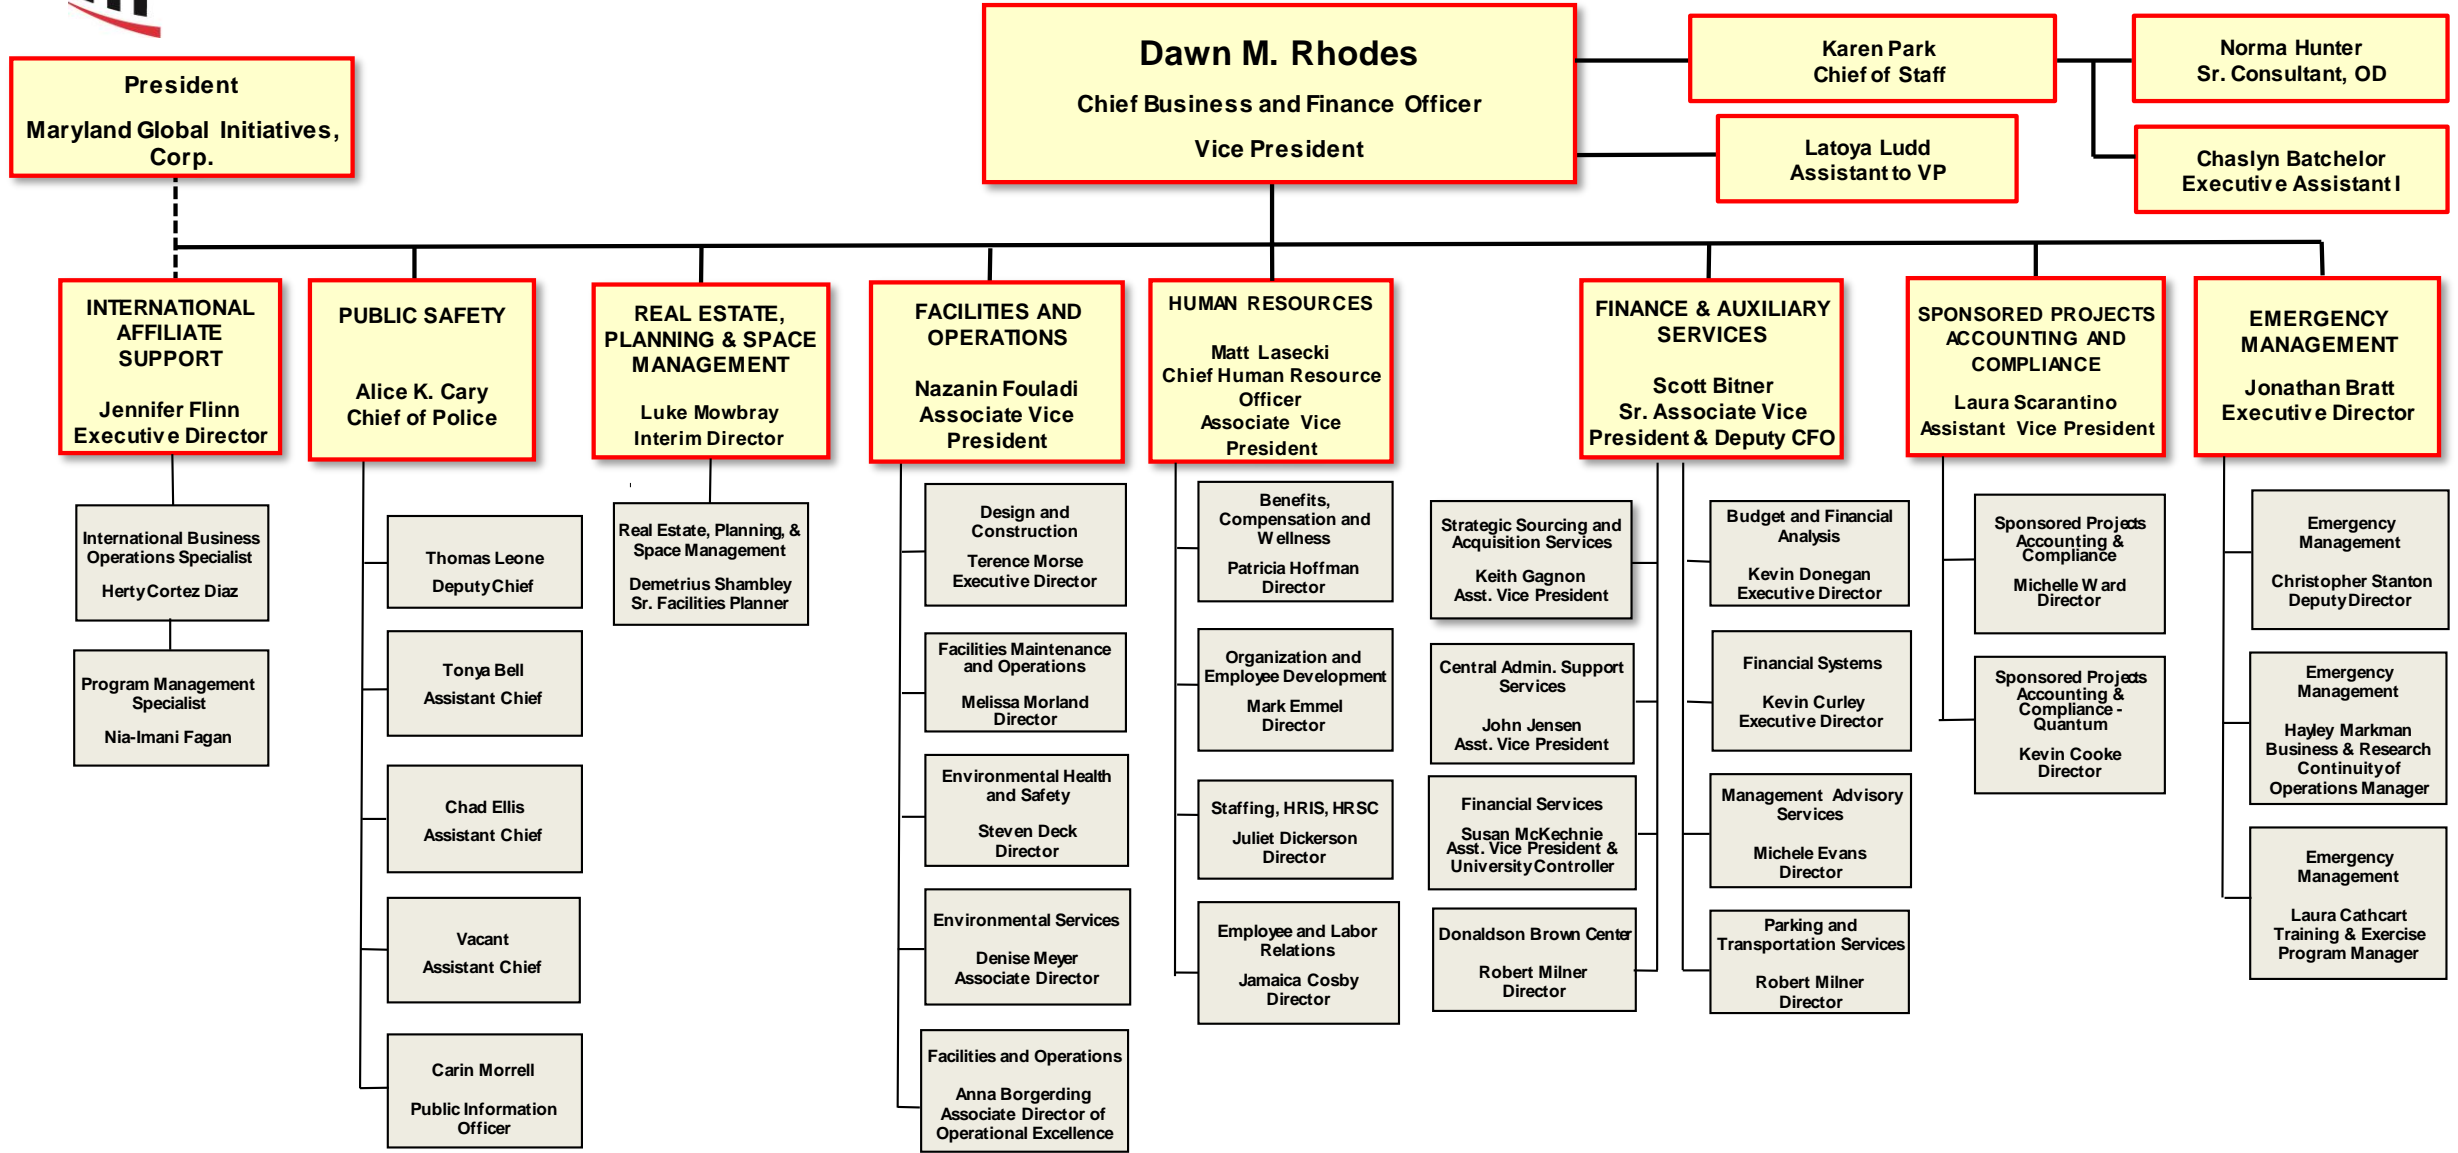 Dawn M. Rhodes
Chief Business and Finance Officer
Vice President
Karen Park
Chief of Staff
Norma Hunter
Sr. Consultant, OD
Latoya Ludd
Assistant to VP
Chaslyn Batchelor
Executive Assistant I
President
Maryland Global Initiatives,
Corp.
INTERNATIONAL
AFFILIATE
SUPPORT
Jennifer Flinn
Executive Director
International Business
Operations Specialist
Herty Cortez Diaz
Program Management
Specialist
Nia-Imani Fagan
PUBLIC SAFETY
Alice K. Cary
Chief of Police
Thomas Leone
Deputy Chief
Tonya Bell
Assistant Chief
Chad Ellis
Assistant Chief
Vacant
Assistant Chief
Carin Morrell
Public Information
Officer
REAL ESTATE,
PLANNING & SPACE
MANAGEMENT
Luke Mowbray
Interim Director
Real Estate, Planning, &
Space Management
Demetrius Shambley
Sr. Facilities Planner
FACILITIES AND
OPERATIONS
Nazanin Fouladi
Associate Vice
President
Design and
Construction
Terence Morse
Executive Director
Facilities Maintenance
and Operations
Melissa Morland
Director
Environmental Health
and Safety
Steven Deck
Director
Environmental Services
Denise Meyer
Associate Director
Facilities and Operations
Anna Borgerding
Associate Director of
Operational Excellence
HUMAN RESOURCES
Matt Lasecki
Chief Human Resource
Officer
Associate Vice
President
Benefits,
Compensation and
Wellness
Patricia Hoffman
Director
Organization and
Employee Development
Mark Emmel
Director
Staffing, HRIS, HRSC
Juliet Dickerson
Director
Employee and Labor
Relations
Jamaica Cosby
Director
FINANCE & AUXILIARY
SERVICES
Scott Bitner
Sr. Associate Vice
President & Deputy CFO
Strategic Sourcing and
Acquisition Services
Keith Gagnon
Asst. Vice President
Central Admin. Support
Services
John Jensen
Asst. Vice President
Financial Services
Susan McKechnie
Asst. Vice President &
University Controller
Donaldson Brown Center
Robert Milner
Director
Budget and Financial
Analysis
Kevin Donegan
Executive Director
Financial Systems
Kevin Curley
Executive Director
Management Advisory
Services
Michele Evans
Director
Parking and
Transportation Services
Robert Milner
Director
SPONSORED PROJECTS
ACCOUNTING AND
COMPLIANCE
Laura Scarantino
Assistant Vice President
Sponsored Projects
Accounting &
Compliance
Michelle Ward
Director
Sponsored Projects
Accounting &
Compliance -
Quantum
Kevin Cooke
Director
EMERGENCY
MANAGEMENT
Jonathan Bratt
Executive Director
Emergency
Management
Christopher Stanton
Deputy Director
Emergency
Management
Hayley Markman
Business & Research
Continuity of
Operations Manager
Emergency
Management
Laura Cathcart
Training & Exercise
Program Manager